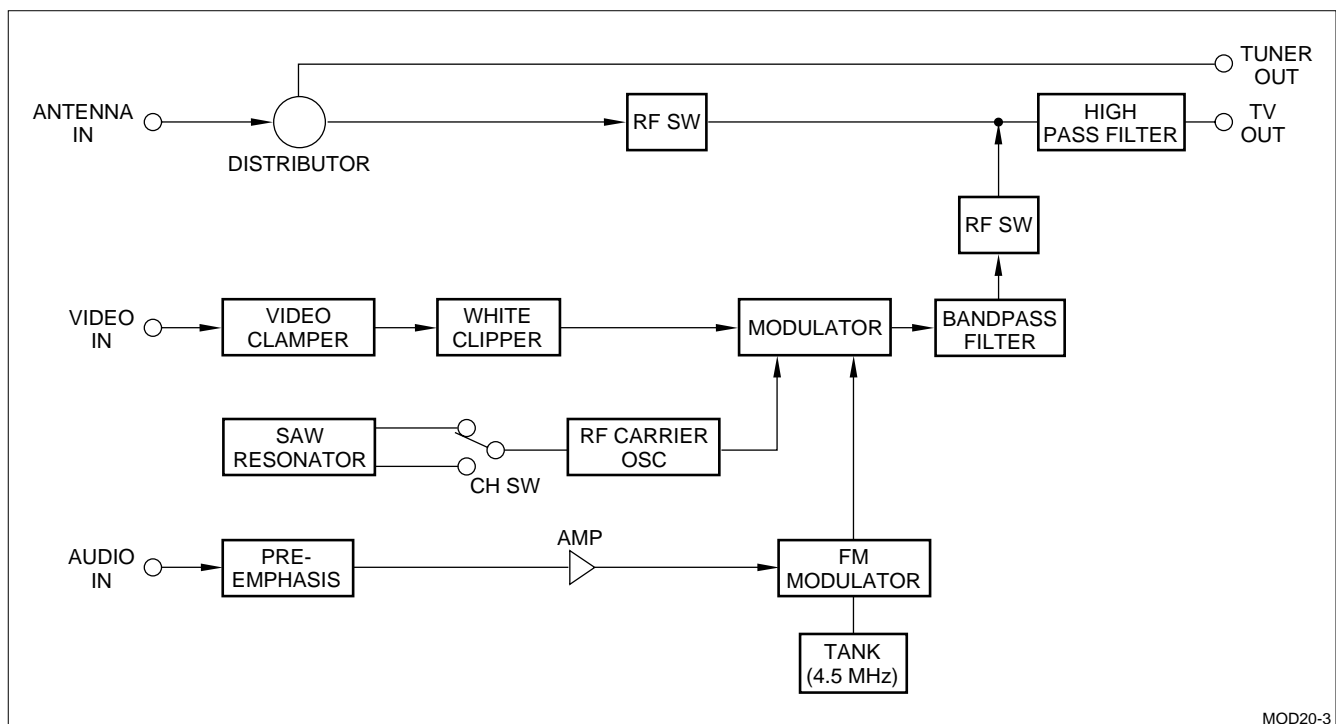 TUNER
OUT
ANTENNA
IN
DISTRIBUTOR
RF SW
HIGH
PASS FILTER
TV
OUT
RF SW
VIDEO
IN
VIDEO
CLAMPER
WHITE
CLIPPER
MODULATOR
BANDPASS
FILTER
SAW
RESONATOR
CH SW
RF CARRIER
OSC
AUDIO
IN
PRE-
EMPHASIS
AMP
FM
MODULATOR
TANK
(4.5 MHz)
MOD20-3